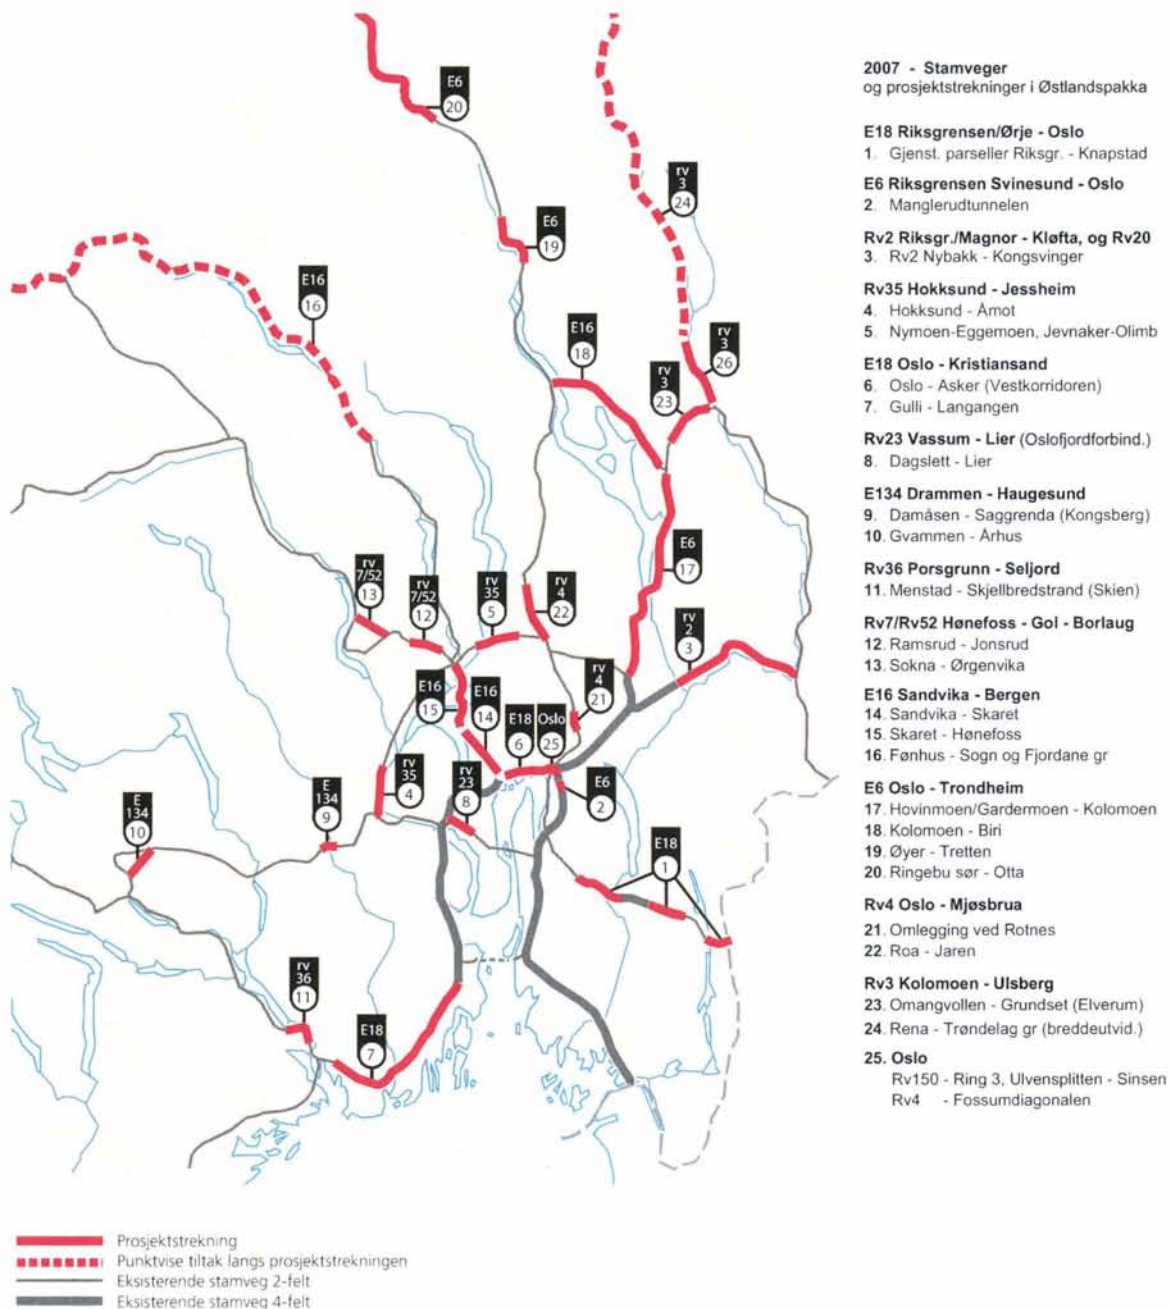 E6
20
rv
3
24
E6
19
E16
16
E16
18
rv
3
26
rv
3
23
E6
17
rv
7/52
13
rv
7/52
12
rv
35
5
rv
4
22
rv
2
3
E16
15
E16
14
E18
6
Oslo
25
rv
4
21
rv
35
4
rv
23
8
E6
2
E
134
9
E
134
10
E18
1
rv
36
11
E18
7
2007 - Stamveger
og prosjektstrekninger i Østlandspakka
E18 Riksgrensen/Ørje - Oslo
1. Gjenst. parseller Riksgr. - Knapstad
E6 Riksgrensen Svinesund - Oslo
2. Manglerudtunnelen
Rv2 Riksgr./Magnor - Kløfta, og Rv20
3. Rv2 Nybakk - Kongsvinger
Rv35 Hokksund - Jessheim
4. Hokksund - Åmot
5. Nymoen-Eggemoen, Jevnaker-Olimb
E18 Oslo - Kristiansand
6. Oslo - Asker (Vestkorridoren)
7. Gulli - Langangen
Rv23 Vassum - Lier (Oslofjordforbind.)
8. Dagslett - Lier
E134 Drammen - Haugesund
9. Damåsen - Saggrenda (Kongsberg)
10. Gvammen - Århus
Rv36 Porsgrunn - Seljord
11. Menstad - Skjellbredstrand (Skien)
Rv7/Rv52 Hønefoss - Gol - Borlaug
12. Ramsrud - Jonsrud
13. Sokna - Ørgenvika
E16 Sandvika - Bergen
14. Sandvika - Skaret
15. Skaret - Hønefoss
16. Fønhus - Sogn og Fjordane gr
E6 Oslo - Trondheim
17. Hovinmoen/Gardermoen - Kolomoen
18. Kolomoen - Biri
19. Øyer - Tretten
20. Ringebu sør - Otta
Rv4 Oslo - Mjøsbrua
21. Omlegging ved Rotnes
22. Roa - Jaren
Rv3 Kolomoen - Ulsberg
23. Omangvollen - Grundset (Elverum)
24. Rena - Trøndelag gr (breddeutvid.)
25. Oslo
Rv150 - Ring 3, Ulvensplitten - Sinsen
Rv4 - Fossumdiagonalen
Prosjektstrekning
Punktvise tiltak langs prosjektstrekningen
Eksisterende stamveg 2-felt
Eksisterende stamveg 4-felt